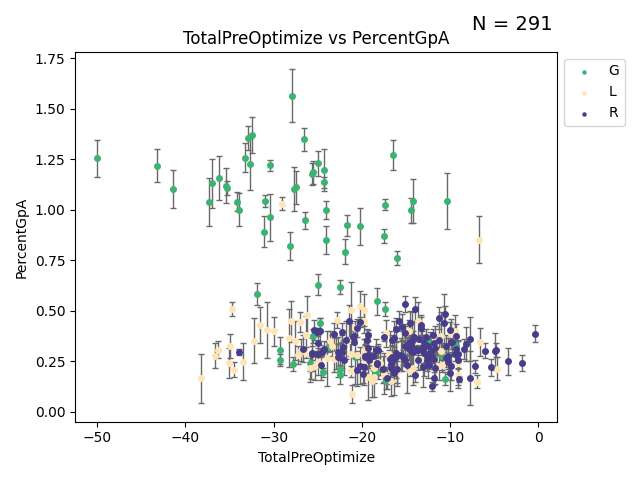 N = 291
TotalPreOptimize vs PercentGpA
G
L
R
PercentGpA
1.75
1.50
1.25
1.00
0.75
0.50
0.25
0.00
−50
−40
−30
−20
−10
0
TotalPreOptimize